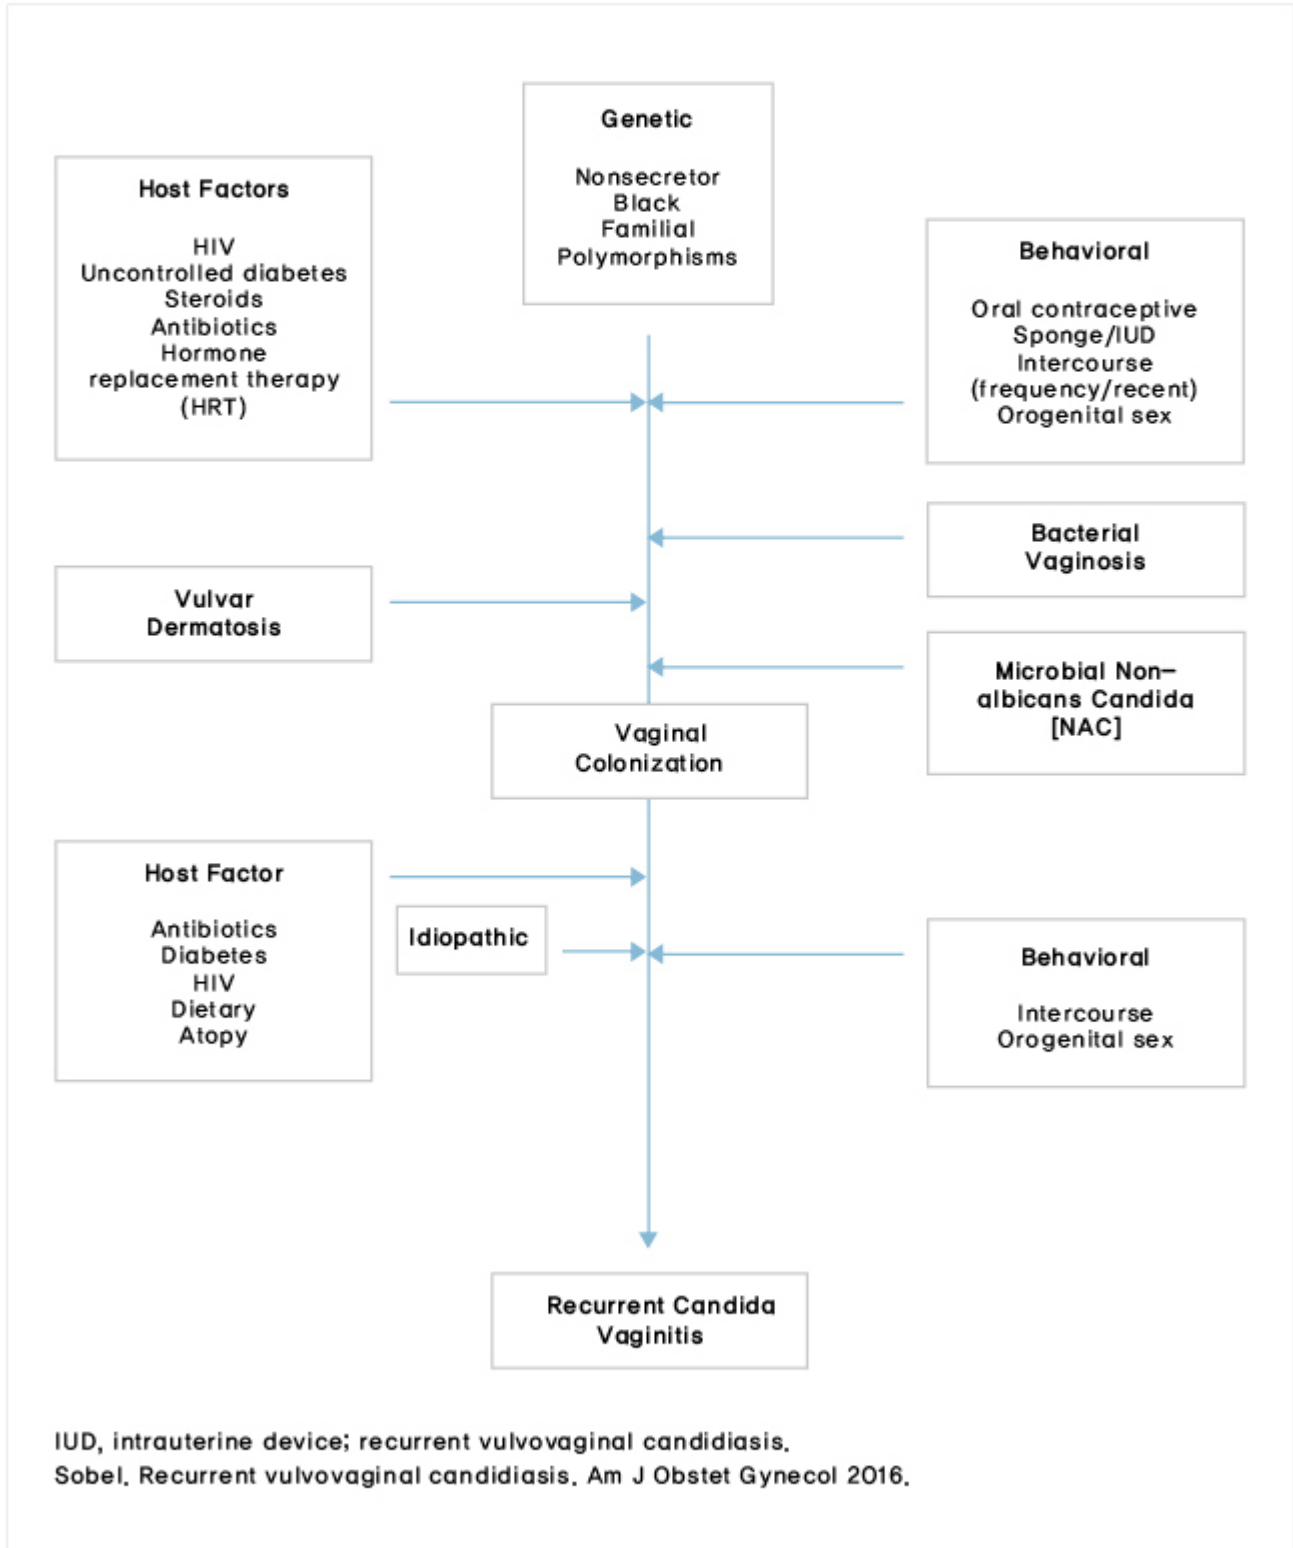 Genetic
Nonsecretor
Black
Familial
Polymorphisms
Host Factors
HIV
Uncontrolled diabetes
Steroids
Antibiotics
Hormone
replacement therapy
(HRT)
Behavioral
Oral contraceptive
Sponge/IUD
Intercourse
(frequency/recent)
Orogenital sex
Bacterial
Vaginosis
Vulvar
Dermatosis
Microbial Non–
albicans Candida
[NAC]
Vaginal
Colonization
Host Factor
Antibiotics
Diabetes
HIV
Dietary
Atopy
Idiopathic
Behavioral
Intercourse
Orogenital sex
Recurrent Candida
Vaginitis
IUD, intrauterine device; recurrent vulvovaginal candidiasis.
Sobel. Recurrent vulvovaginal candidiasis. Am J Obstet Gynecol 2016.